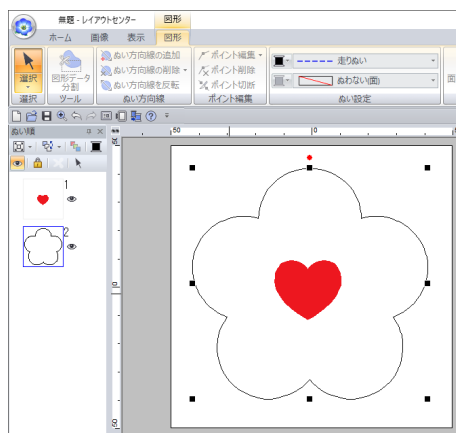 無題 - レイアウトセンター 図形
ホーム 画像 表示 図形
選択
図形データ
分割
ぬい方向線の追加
ぬい方向線の削除
ぬい方向線を反転
ポイント編集
ポイント削除
ポイント切断
走りぬい
ぬわない(面)
図
選択 ツール ぬい方向線 ポイント編集 ぬい設定
ぬい順
50 0
1
2
0
50